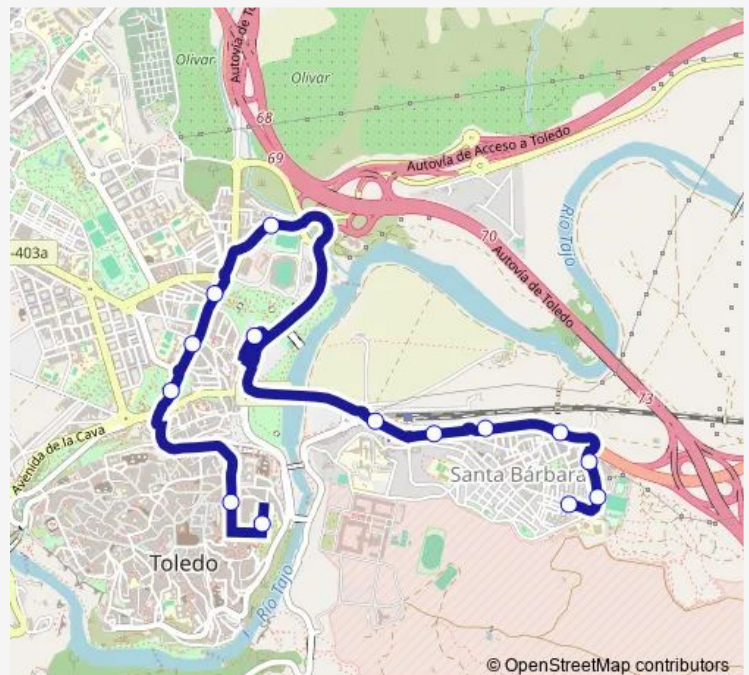 Autovía de To
Olivar
Olivar
68
69
Autovía de Acceso a Toledo
Río Tajo
-403a
70
Autovía de Toledo
73
Avenida de la Cava
Santa Bárbara
Toledo
Río Tajo
© OpenStreetMap contributors